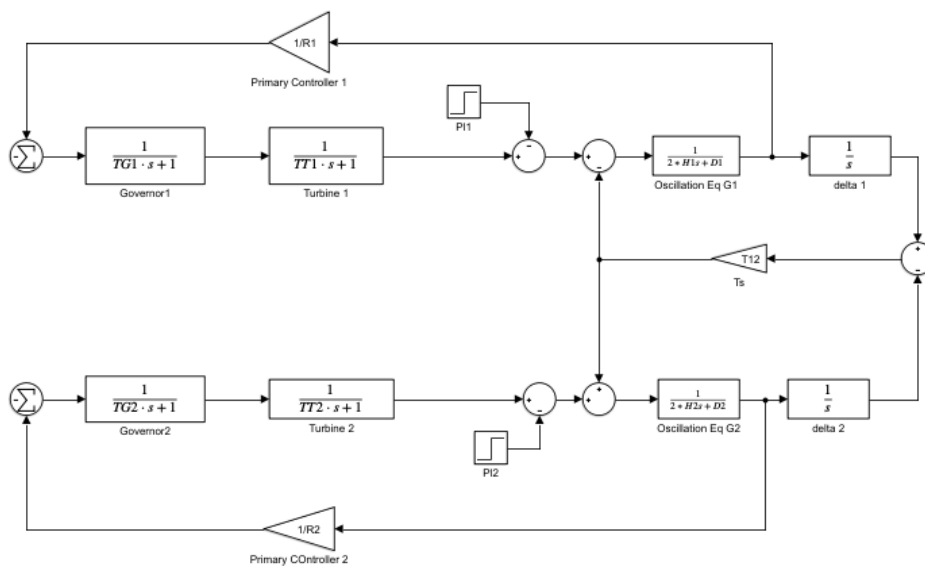 1/R1
Primary Controller 1
PI1
1
TG1 · s + 1
Governor1
1
TT1 · s + 1
Turbine 1
1
2 * H1s + D1
Oscillation Eq G1
1
s
delta 1
T12
Ts
1
TG2 · s + 1
Governor2
1
TT2 · s + 1
Turbine 2
1
2 * H2s + D2
Oscillation Eq G2
1
s
delta 2
PI2
1/R2
Primary COntroller 2